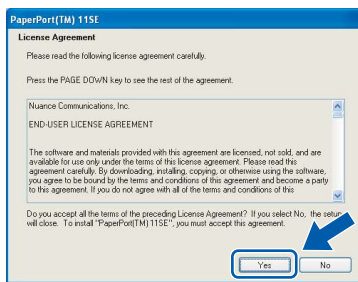 PaperPort(TM) 11SE
License Agreement
Please read the following license agreement carefully.
Press the PAGE DOWN key to see the rest of the agreement.
Nuance Communications, Inc.
END-USER LICENSE AGREEMENT
The software and materials provided with this agreement are licensed, not sold, and are
available for use only under the terms of this license agreement. Please read this
agreement carefully. By downloading, installing, copying, or otherwise using the software,
you agree to be bound by the terms and conditions of this agreement and become a party
to this agreement. If you do not agree with all of the terms and conditions of this
Do you accept all the terms of the preceding License Agreement? If you select No, the setup
will close. To install "PaperPort(TM) 11SE", you must accept this agreement.
Yes
No